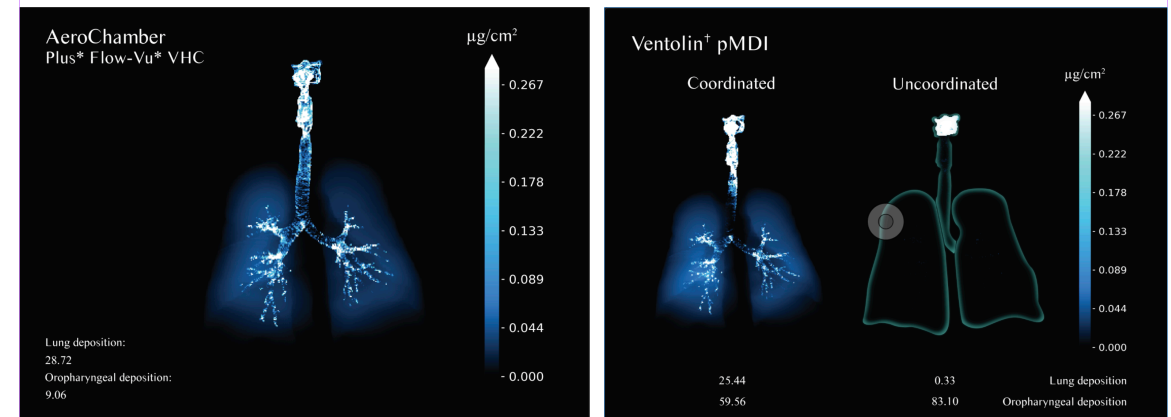 AeroChamber
Plus* Flow-Vu* VHC
µg/cm²
- 0.267
- 0.222
- 0.178
- 0.133
- 0.089
- 0.044
- 0.000
Lung deposition:
28.72
Oropharyngeal deposition:
9.06
Ventolin† pMDI
Coordinated
Uncoordinated
µg/cm²
- 0.267
- 0.222
- 0.178
- 0.133
- 0.089
- 0.044
- 0.000
25.44 0.33 Lung deposition
59.56 83.10 Oropharyngeal deposition